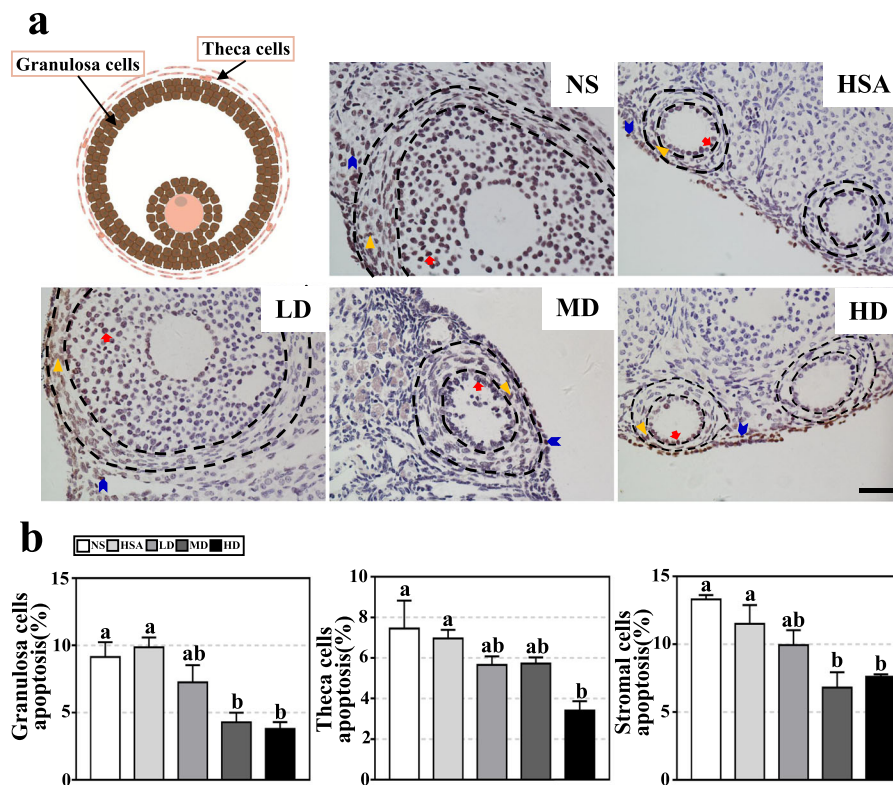 a
Theca cells
Granulosa cells
NS
HSA
LD
MD
HD
b
NS HSA LD MD HD
Granulosa cells
apoptosis(%)
15
10
5
0
a
a
ab
b
b
Theca cells
apoptosis(%)
10
8
6
4
2
0
a
a
ab
ab
b
Stromal cells
apoptosis(%)
15
10
5
0
a
a
ab
b
b